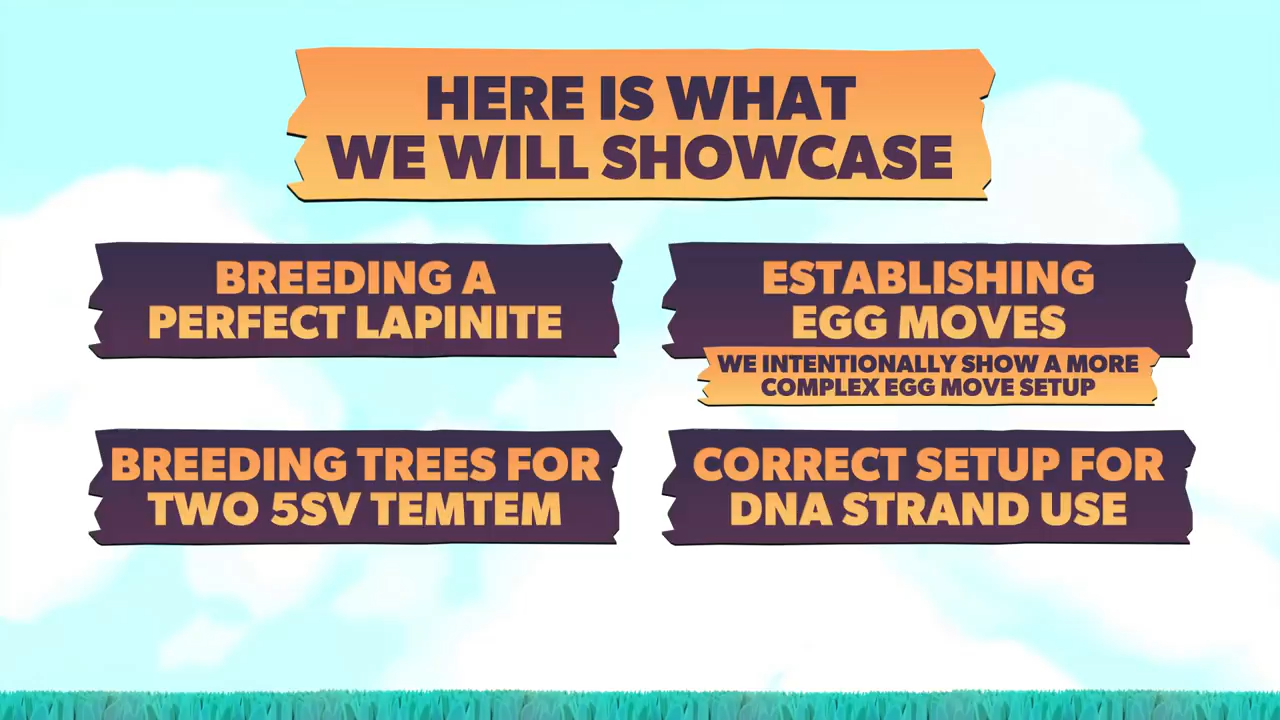 HERE IS WHAT
WE WILL SHOWCASE
BREEDING A
PERFECT LAPINITE
ESTABLISHING
EGG MOVES
WE INTENTIONALLY SHOW A MORE
COMPLEX EGG MOVE SETUP
BREEDING TREES FOR
TWO 5SV TEMTEM
CORRECT SETUP FOR
DNA STRAND USE